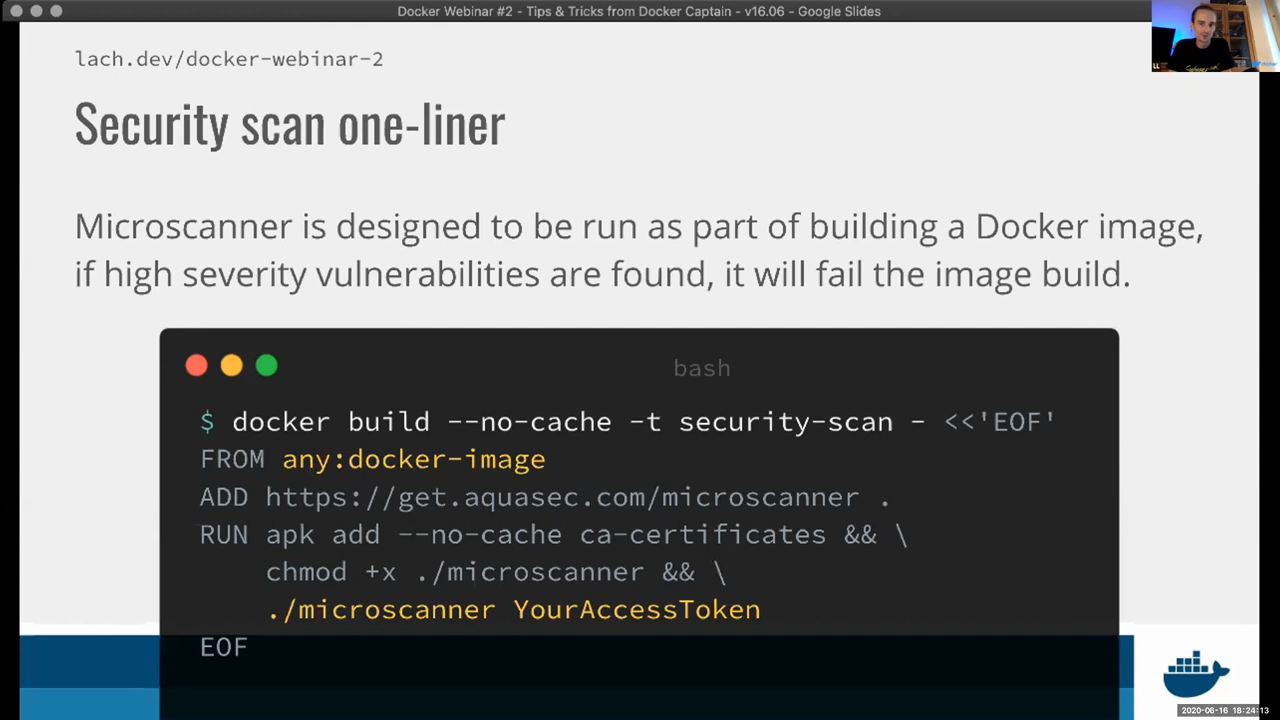 Docker Webinar #2 - Tips & Tricks from Docker Captain - v16.06 - Google Slides
lach.dev/docker-webinar-2
Security scan one-liner
Microscanner is designed to be run as part of building a Docker image,
if high severity vulnerabilities are found, it will fail the image build.
bash
$ docker build --no-cache -t security-scan - <<'EOF'
FROM any:docker-image
ADD https://get.aquasec.com/microscanner .
RUN apk add --no-cache ca-certificates && \
chmod +x ./microscanner && \
./microscanner YourAccessToken
EOF
LL
docker
2020-06-16 18:24:13